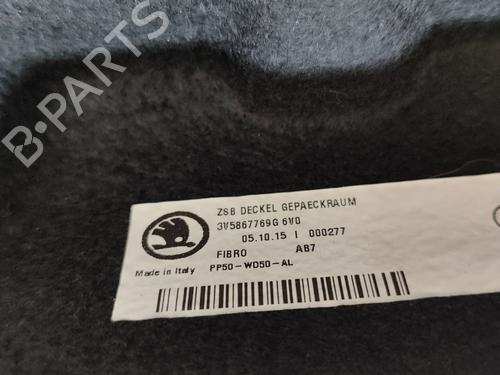 B-PARTS
ZSB DECKEL GEPAECKRAUM
3V5867769G 6V0
05.10.15 | 000277
FIBRO AB7
Made in Italy PP50-WD50-AL